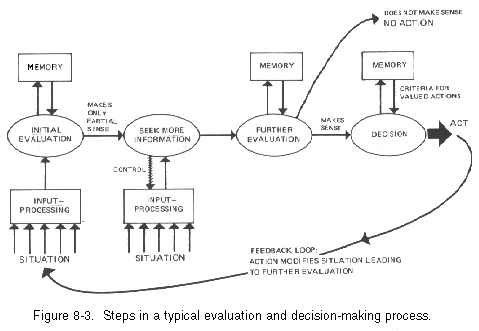 DOES NOT MAKE SENSE
NO ACTION
MEMORY
MEMORY
MEMORY
MAKES
ONLY
PARTIAL
SENSE
CRITERIA FOR
VALUED ACTIONS
INITIAL
EVALUATION
SEEK MORE
INFORMATION
FURTHER
EVALUATION
MAKES
SENSE
DECISION
ACT
CONTROL
INPUT-
PROCESSING
INPUT-
PROCESSING
SITUATION
SITUATION
FEEDBACK LOOP:
ACTION MODIFIES SITUATION LEADING
TO FURTHER EVALUATION
Figure 8-3. Steps in a typical evaluation and decision-making process.